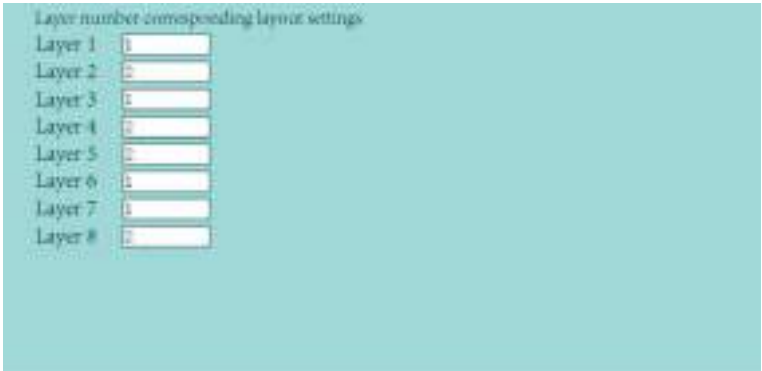 Layer number corresponding layout settings
Layer 1 1
Layer 2 2
Layer 3 1
Layer 4 2
Layer 5 2
Layer 6 1
Layer 7 1
Layer 8 2